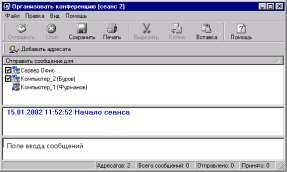 Организовать конференцию (сеанс 2)
Файл Правка Вид Помощь
Отправить Стоп Сохранить Печать Вырезать Копия Вставка Помощь
Добавить адресата
Отправить сообщение для
Сервер (Уфн)
Компьютер_2 (Буров)
Компьютер_1 (Фурманов)
15.01.2002 11:52:52 Начало сеанса
Поле ввода сообщений
Адресатов: 2 Всего сообщений: 0 Отправлено: 0 Принято: 0